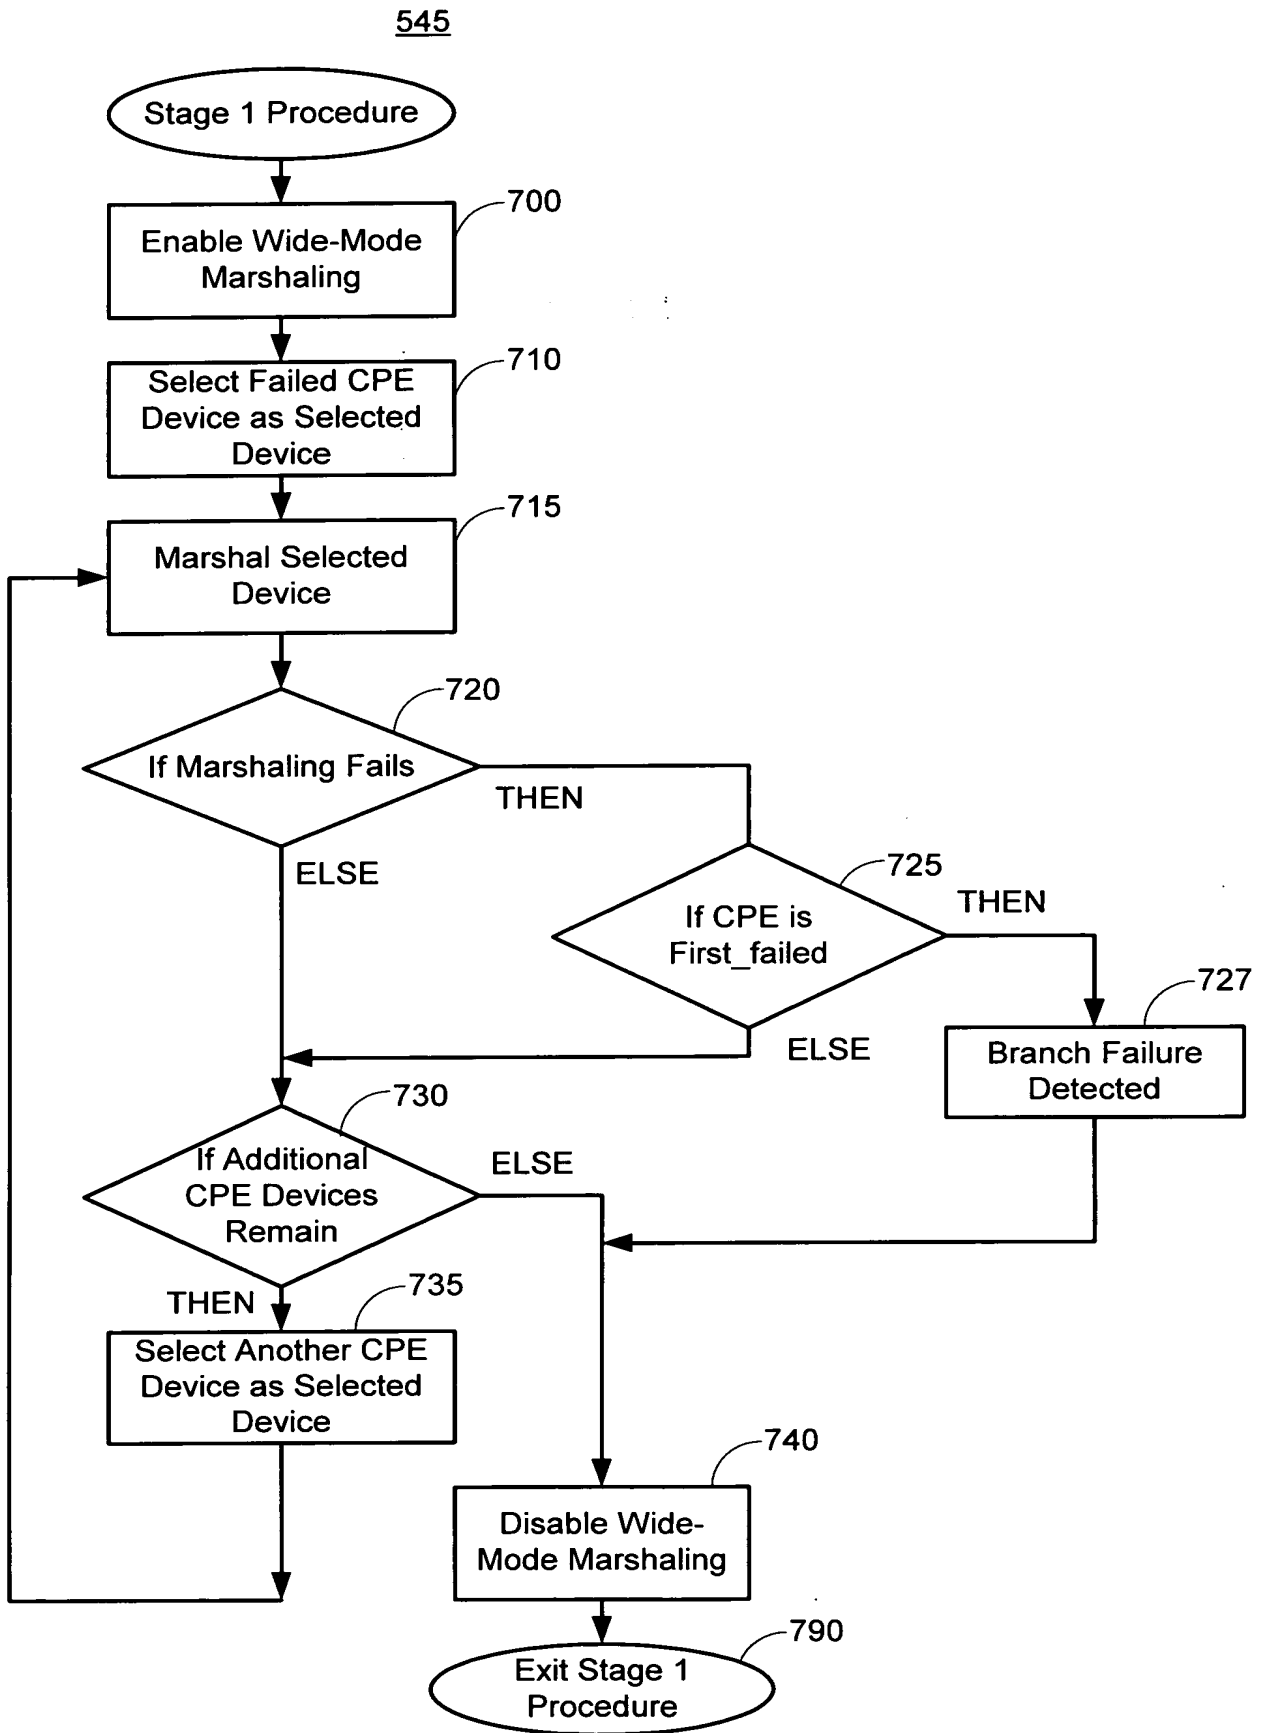 545
Stage 1 Procedure
700
Enable Wide-Mode
Marshaling
710
Select Failed CPE
Device as Selected
Device
715
Marshal Selected
Device
720
If Marshaling Fails
THEN
ELSE
725
If CPE is
First_failed
THEN
ELSE
727
Branch Failure
Detected
730
If Additional
CPE Devices
Remain
ELSE
THEN
735
Select Another CPE
Device as Selected
Device
740
Disable Wide-
Mode Marshaling
790
Exit Stage 1
Procedure